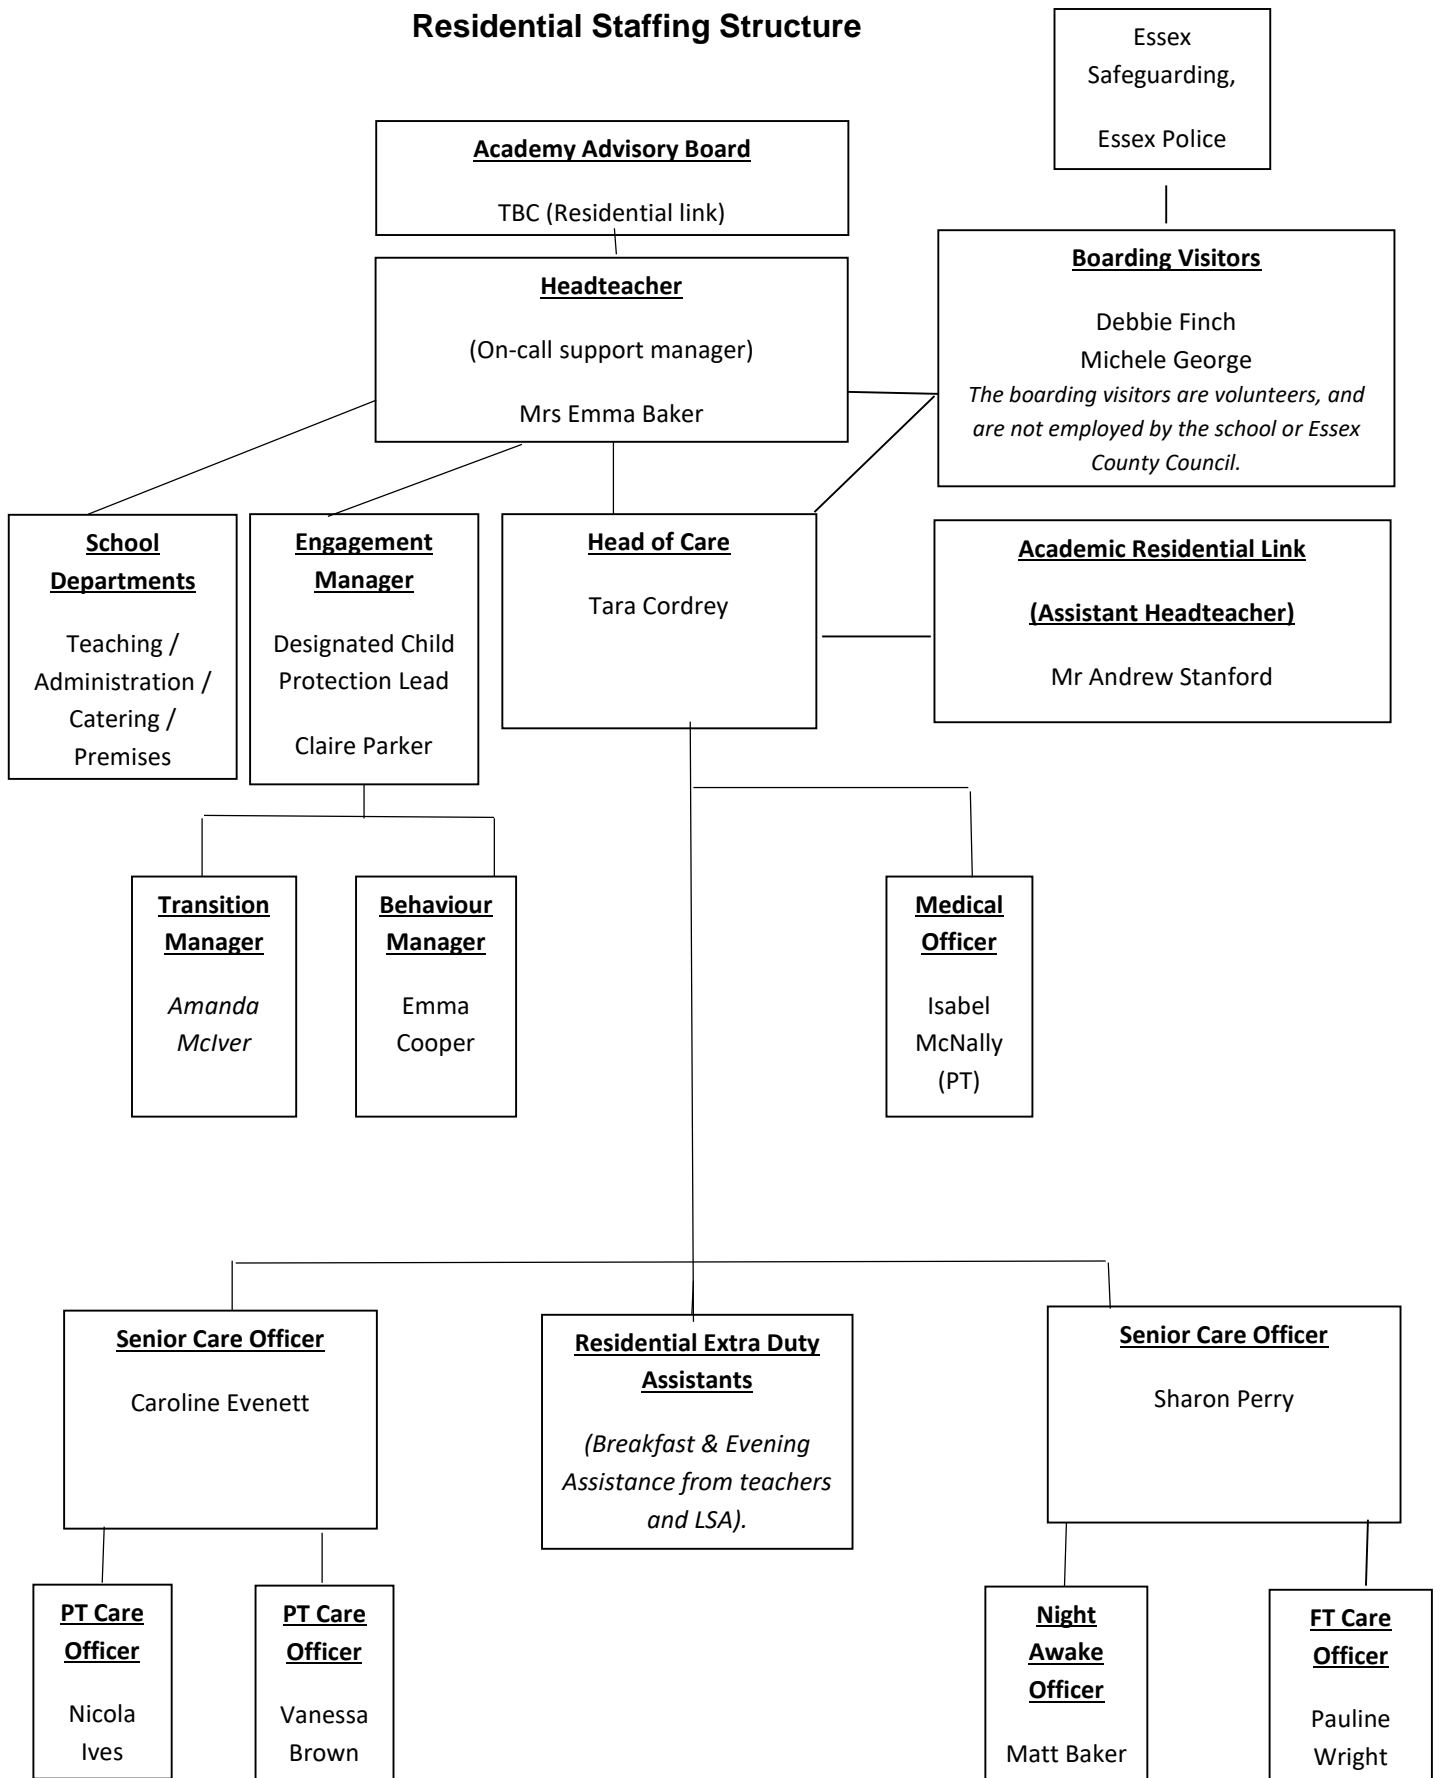 Residential Staffing Structure
Essex
Safeguarding,
Essex Police
Academy Advisory Board
TBC (Residential link)
Headteacher
(On-call support manager)
Mrs Emma Baker
Boarding Visitors
Debbie Finch
Michele George
The boarding visitors are volunteers, and
are not employed by the school or Essex
County Council.
School
Departments
Teaching /
Administration /
Catering /
Premises
Engagement
Manager
Designated Child
Protection Lead
Claire Parker
Head of Care
Tara Cordrey
Academic Residential Link
(Assistant Headteacher)
Mr Andrew Stanford
Transition
Manager
Amanda
McIver
Behaviour
Manager
Emma
Cooper
Medical
Officer
Isabel
McNally
(PT)
Senior Care Officer
Caroline Evenett
Residential Extra Duty
Assistants
(Breakfast & Evening
Assistance from teachers
and LSA).
Senior Care Officer
Sharon Perry
PT Care
Officer
Nicola
Ives
PT Care
Officer
Vanessa
Brown
Night
Awake
Officer
Matt Baker
FT Care
Officer
Pauline
Wright